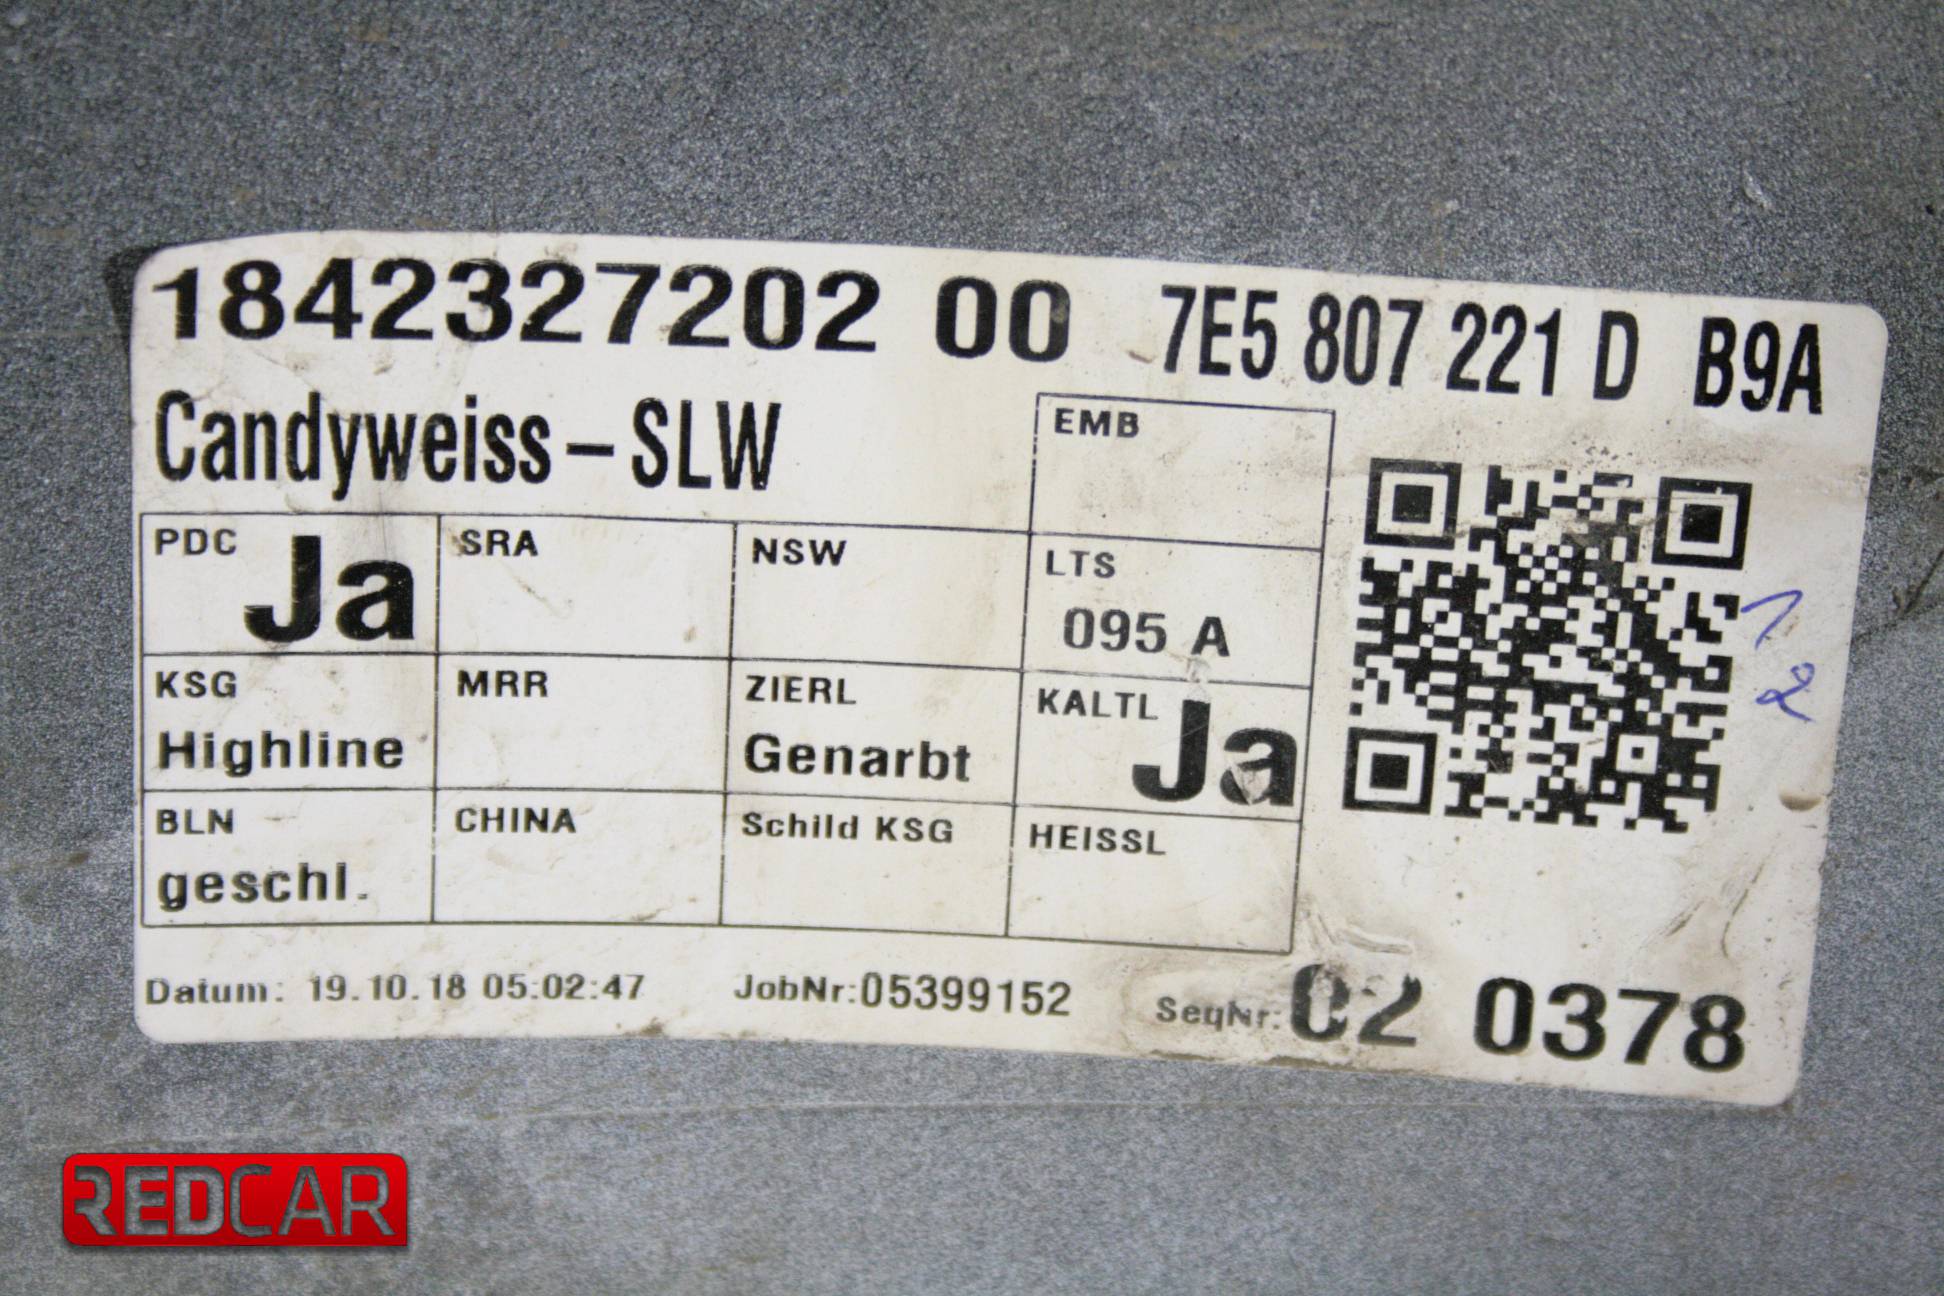 1842327202 00 7E5 807 221 D B9A
Candyweiss-SLW
EMB
PDC Ja
SRA
NSW
LTS
095 A
KSG
Highline
MRR
ZIERL
Genarbt
KALTL Ja
BLN
geschl.
CHINA
Schild KSG
HEISSL
Datum: 19.10.18 05:02:47 JobNr:05399152 SeqNr: 02 0378
1
2
REDCAR